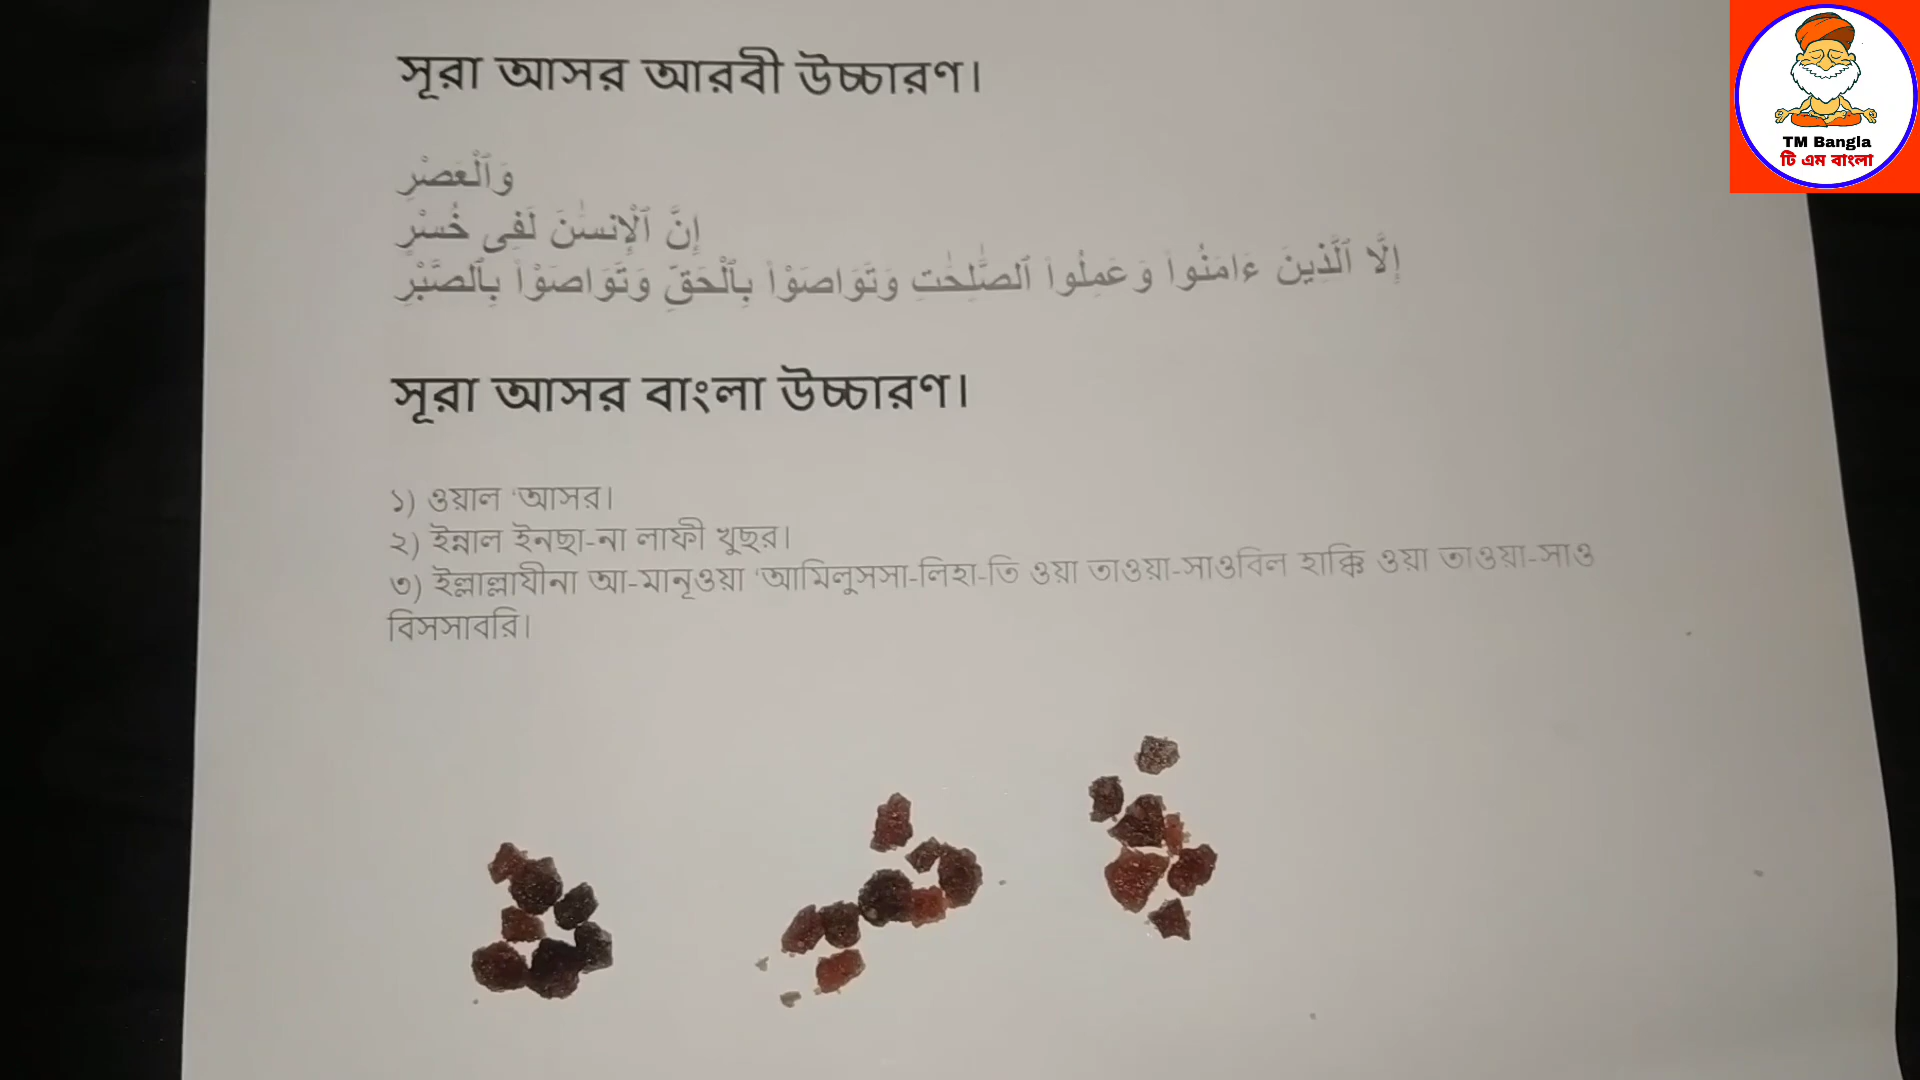 সূরা আসর আরবী উচ্চারণ।
وَٱلْعَصْرِ
إِنَّ ٱلْإِنسَٰنَ لَفِى خُسْرٍ
إِلَّا ٱلَّذِينَ ءَامَنُوا۟ وَعَمِلُوا۟ ٱلصَّٰلِحَٰتِ وَتَوَاصَوْا۟ بِٱلْحَقِّ وَتَوَاصَوْا۟ بِٱلصَّبْرِ
সূরা আসর বাংলা উচ্চারণ।
১) ওয়াল ‘আসর।
২) ইন্নাল ইনছা-না লাফী খুছর।
৩) ইল্লাল্লাযীনা আ-মানূওয়া ‘আমিলুসসা-লিহা-তি ওয়া তাওয়া-সাওবিল হাক্কি ওয়া তাওয়া-সাও
বিসসাবরি।
TM Bangla
টি এম বাংলা